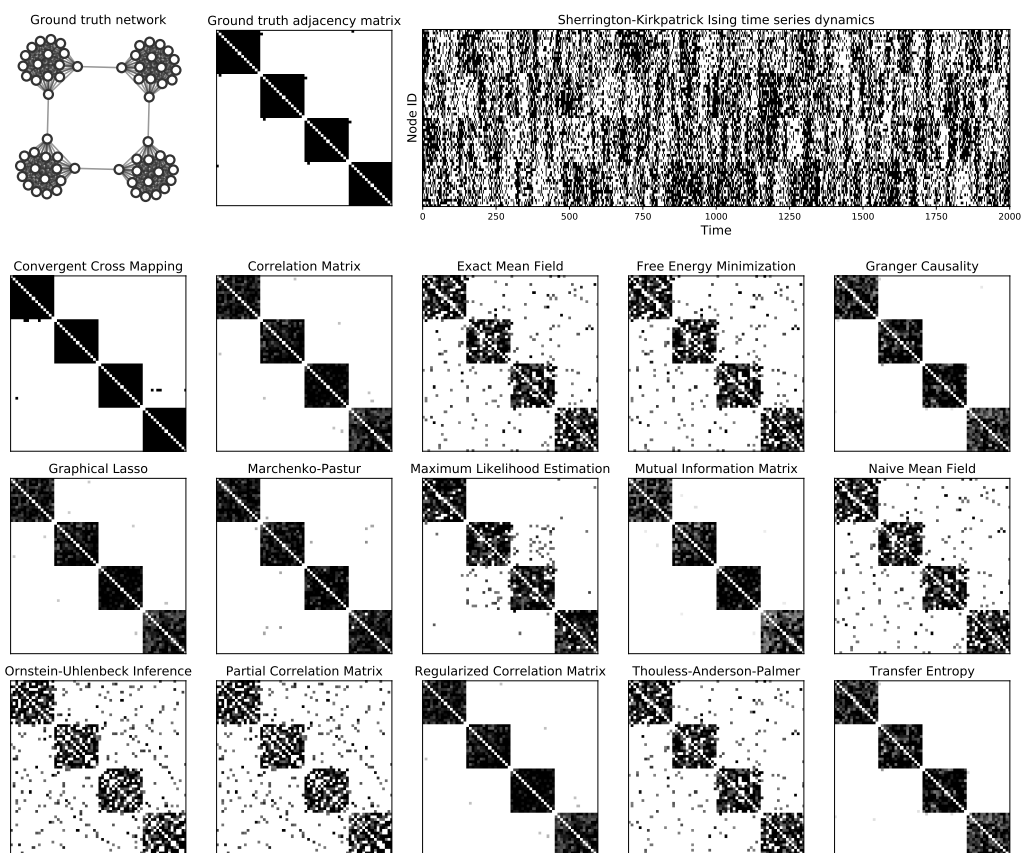 Ground truth network
Ground truth adjacency matrix
Sherrington-Kirkpatrick Ising time series dynamics
Node ID
0 250 500 750 1000 1250 1500 1750 2000
Time
Convergent Cross Mapping
Correlation Matrix
Exact Mean Field
Free Energy Minimization
Granger Causality
Graphical Lasso
Marchenko-Pastur
Maximum Likelihood Estimation
Mutual Information Matrix
Naive Mean Field
Ornstein-Uhlenbeck Inference
Partial Correlation Matrix
Regularized Correlation Matrix
Thouless-Anderson-Palmer
Transfer Entropy